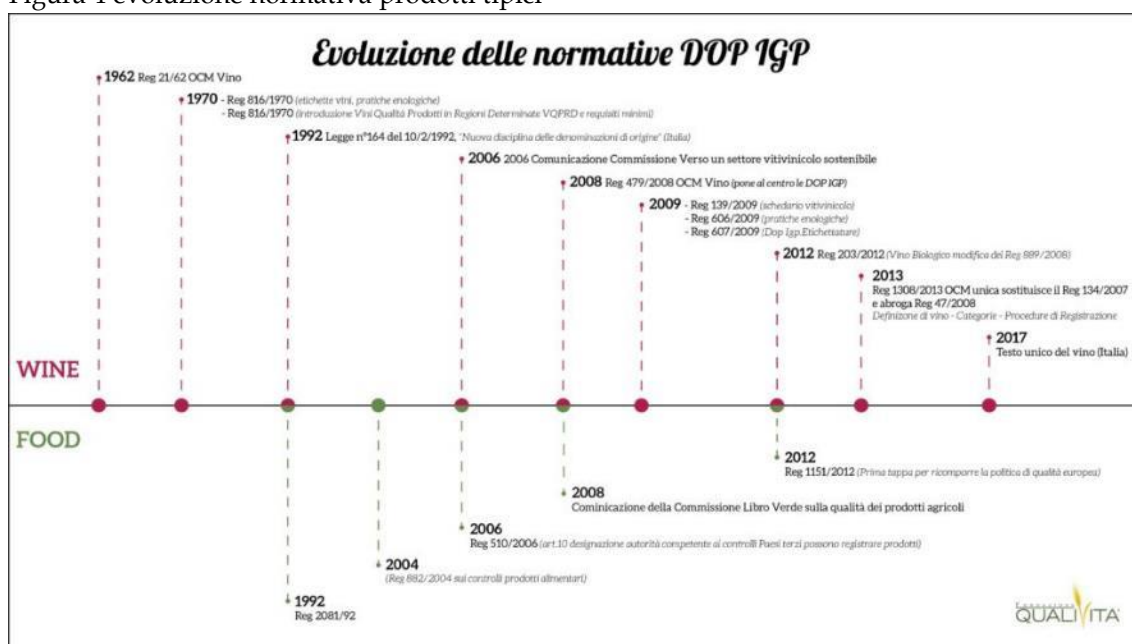 Figura 1 evoluzione normativa prodotti tipici
Evoluzione delle normative DOP IGP
1962 Reg 21/62 OCM Vino
1970 - Reg 816/1970 (etichette vini, pratiche enologiche)
- Reg 816/1970 (introduzione Vini Qualità Prodotti in Regioni Determinate VQPRD e requisiti minimi)
1992 Legge n°164 del 10/2/1992, "Nuova disciplina delle denominazioni di origine" (Italia)
2006 2006 Comunicazione Commissione Verso un settore vitivinicolo sostenibile
2008 Reg 479/2008 OCM Vino (pone al centro le DOP IGP)
2009 - Reg 139/2009 (schedario vitivinicolo)
- Reg 606/2009 (pratiche enologiche)
- Reg 607/2009 (Dop Igp.Etichettature)
2012 Reg 203/2012 (Vino Biologico modifica del Reg 889/2008)
2013
Reg 1308/2013 OCM unica sostituisce il Reg 134/2007
e abroga Reg 47/2008
Definizone di vino - Categorie - Procedure di Registrazione
2017
Testo unico del vino (Italia)
WINE
FOOD
2012
Reg 1151/2012 (Prima tappa per ricomporre la politica di qualità europea)
2008
Cominicazione della Commissione Libro Verde sulla qualità dei prodotti agricoli
2006
Reg 510/2006 (art.10 designazione autorità competente ai controlli Paesi terzi possono registrare prodotti)
2004
(Reg 882/2004 sui controlli prodotti alimentari)
1992
Reg 2081/92
QUALIVITA